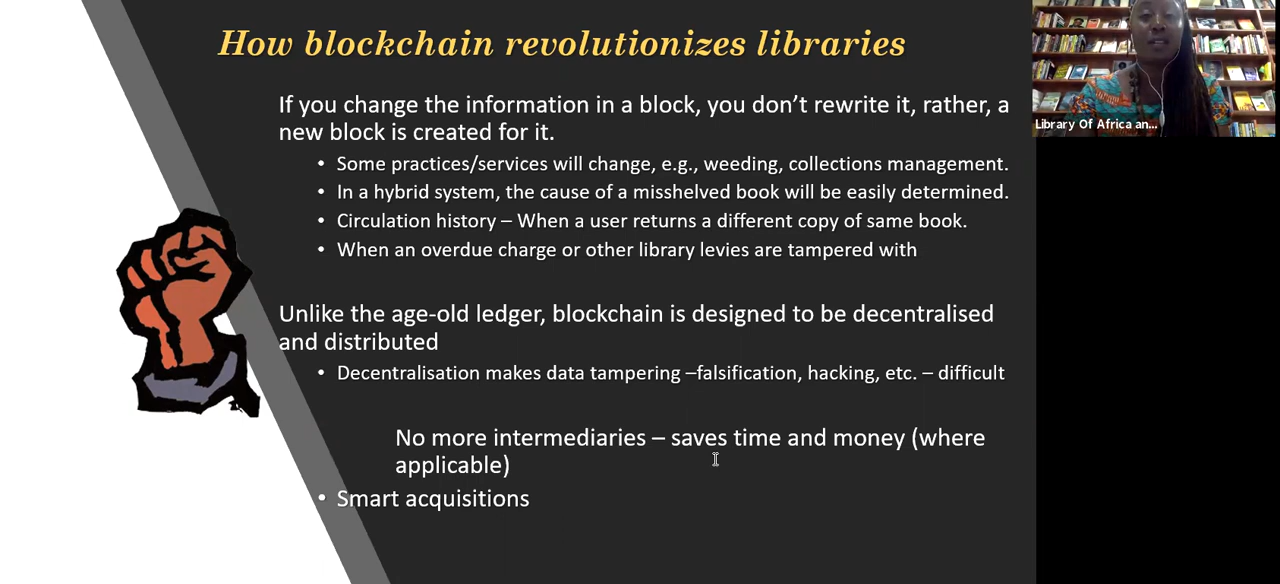 How blockchain revolutionizes libraries
If you change the information in a block, you don’t rewrite it, rather, a
new block is created for it.
• Some practices/services will change, e.g., weeding, collections management.
• In a hybrid system, the cause of a misshelved book will be easily determined.
• Circulation history – When a user returns a different copy of same book.
• When an overdue charge or other library levies are tampered with
Unlike the age-old ledger, blockchain is designed to be decentralised
and distributed
• Decentralisation makes data tampering –falsification, hacking, etc. – difficult
No more intermediaries – saves time and money (where
applicable)
• Smart acquisitions
Library Of Africa an...